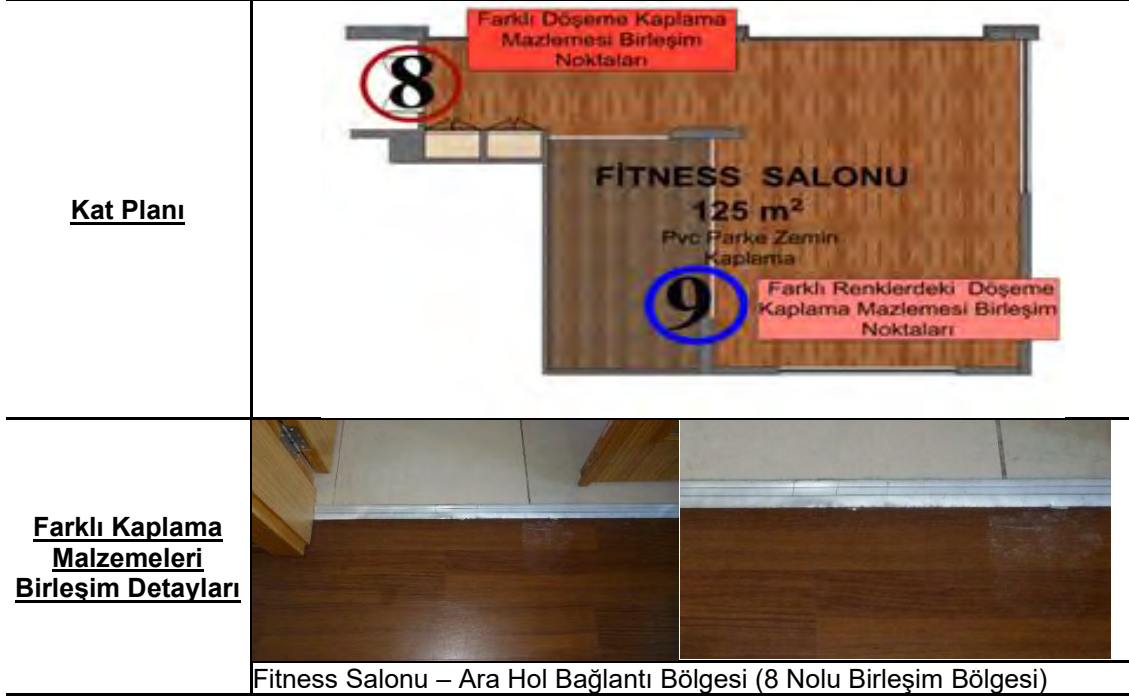 Kat Planı
Farklı Döşeme Kaplama
Mazlemesi Birleşim
Noktaları
8
FİTNESS SALONU
125 m²
Pvc Parke Zemin
Kaplama
9
Farklı Renklerdeki Döşeme
Kaplama Mazlemesi Birleşim
Noktaları
Farklı Kaplama
Malzemeleri
Birleşim Detayları
Fitness Salonu – Ara Hol Bağlantı Bölgesi (8 Nolu Birleşim Bölgesi)